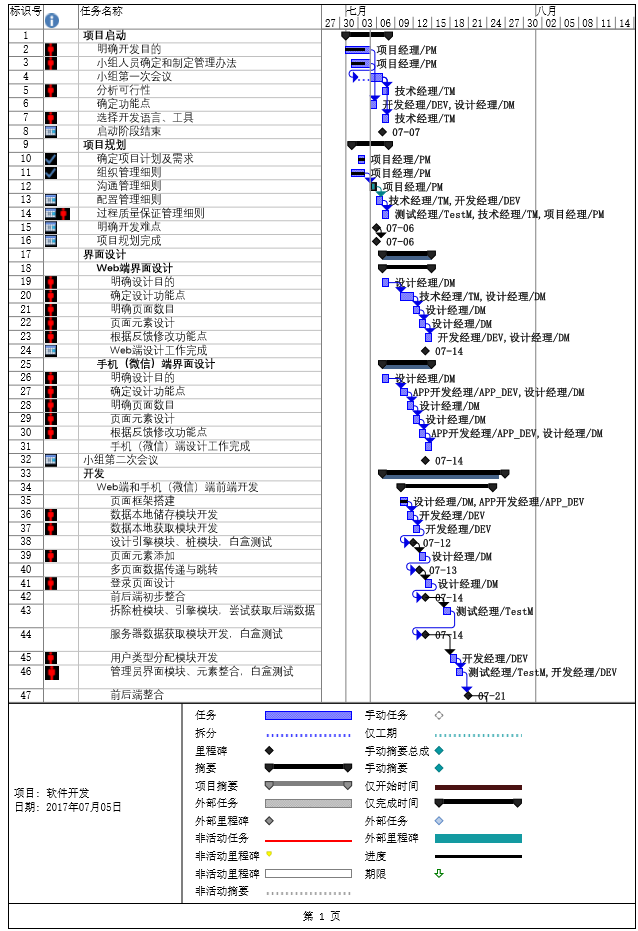 标识号 任务名称 七月 八月
27 30 03 06 09 12 15 18 21 24 27 30 02 05 08 11 14
1 项目启动
2 明确开发目的 项目经理/PM
3 小组人员确定和制定管理办法 项目经理/PM
4 小组第一次会议
5 分析可行性 技术经理/TM
6 确定功能点 开发经理/DEV,设计经理/DM
7 选择开发语言、工具 技术经理/TM
8 启动阶段结束 07-07
9 项目规划
10 确定项目计划及需求 项目经理/PM
11 组织管理细则 项目经理/PM
12 沟通管理细则 项目经理/PM
13 配置管理细则 技术经理/TM,开发经理/DEV
14 过程质量保证管理细则 测试经理/TestM,技术经理/TM,项目经理/PM
15 明确开发难点 07-06
16 项目规划完成 07-06
17 界面设计
18 Web端界面设计
19 明确设计目的 设计经理/DM
20 确定设计功能点 技术经理/TM,设计经理/DM
21 明确页面数目 设计经理/DM
22 页面元素设计 设计经理/DM
23 根据反馈修改功能点 开发经理/DEV,设计经理/DM
24 Web端设计工作完成 07-14
25 手机（微信）端界面设计
26 明确设计目的 设计经理/DM
27 确定设计功能点 APP开发经理/APP_DEV,设计经理/DM
28 明确页面数目 设计经理/DM
29 页面元素设计 设计经理/DM
30 根据反馈修改功能点 APP开发经理/APP_DEV,设计经理/DM
31 手机（微信）端设计工作完成
32 小组第二次会议 07-14
33 开发
34 Web端和手机（微信）端前端开发
35 页面框架搭建 设计经理/DM,APP开发经理/APP_DEV
36 数据本地储存模块开发 开发经理/DEV
37 数据本地获取模块开发 开发经理/DEV
38 设计引擎模块、桩模块，白盒测试 07-12
39 页面元素添加 设计经理/DM
40 多页面数据传递与跳转 07-13
41 登录页面设计 设计经理/DM
42 前后端初步整合 07-14
43 拆除桩模块、引擎模块，尝试获取后端数据 测试经理/TestM
44 服务器数据获取模块开发，白盒测试 07-14
45 用户类型分配模块开发 开发经理/DEV
46 管理员界面模块、元素整合，白盒测试 测试经理/TestM,开发经理/DEV
47 前后端整合 07-21
项目: 软件开发
日期: 2017年07月05日
任务 手动任务
拆分 仅工期
里程碑 手动摘要总成
摘要 手动摘要
项目摘要 仅开始时间
外部任务 仅完成时间
外部里程碑 外部任务
非活动任务 外部里程碑
非活动里程碑 进度
非活动里程碑 期限
非活动摘要
第 1 页